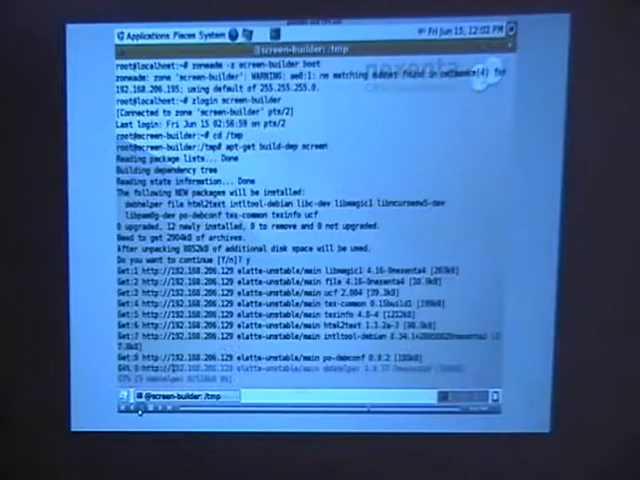 Applications Places System Fri Jun 15, 12:02 PM
@screen-builder: /tmp
nexenta
root@localhost:~# zoneadm -z screen-builder boot
zoneadm: zone 'screen-builder': WARNING: ae0:1: no matching subnet found in netmasks(4) for
192.168.206.195; using default of 255.255.255.0.
root@localhost:~# zlogin screen-builder
[Connected to zone 'screen-builder' pts/2]
Last login: Fri Jun 15 02:56:59 on pts/2
root@screen-builder:~# cd /tmp
root@screen-builder:/tmp# apt-get build-dep screen
Reading package lists... Done
Building dependency tree
Reading state information... Done
The following NEW packages will be installed:
debhelper file html2text intltool-debian libc-dev libmagic1 libncursesw5-dev
libpam0g-dev po-debconf tex-common texinfo ucf
0 upgraded, 12 newly installed, 0 to remove and 0 not upgraded.
Need to get 2904kB of archives.
After unpacking 8852kB of additional disk space will be used.
Do you want to continue [Y/n]? y
Get:1 http://192.168.206.129 elatte-unstable/main libmagic1 4.16-0nexenta4
Get:2 http://192.168.206.129 elatte-unstable/main file 4.16-0nexenta4
Get:3 http://192.168.206.129 elatte-unstable/main ucf 2.004
Get:4 http://192.168.206.129 elatte-unstable/main tex-common 0.15build1
Get:5 http://192.168.206.129 elatte-unstable/main texinfo 4.8-4 [1212kB]
Get:6 http://192.168.206.129 elatte-unstable/main html2text 1.3.2a-3
Get:7 http://192.168.206.129 elatte-unstable/main intltool-debian
Get:8 http://192.168.206.129 elatte-unstable/main po-debconf 0.9.2
http://192.168.206.129 elatte-unstable/main debhelper
@screen-builder: /tmp